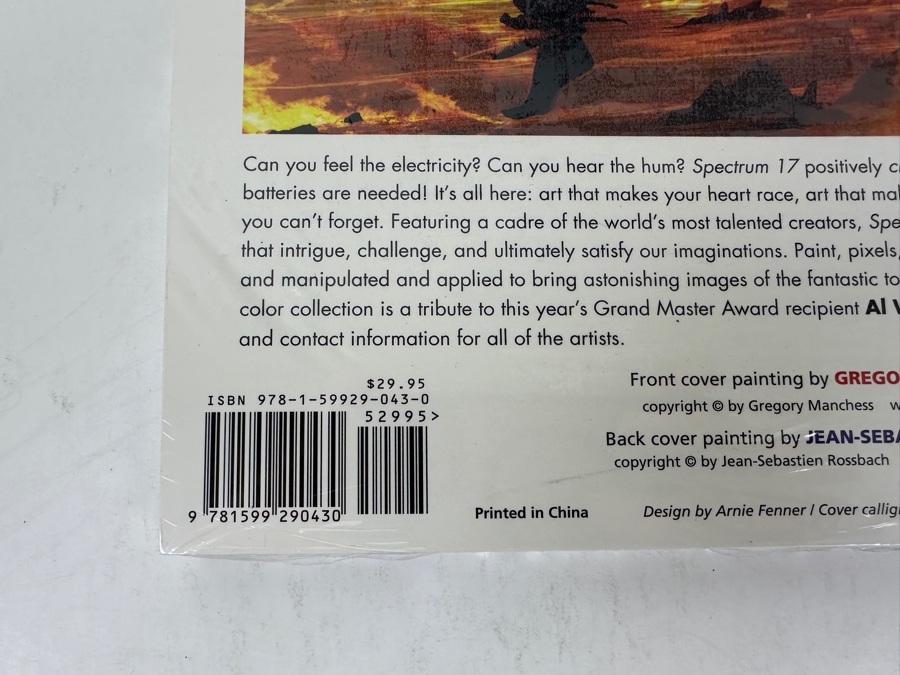 Can you feel the electricity? Can you hear the hum? Spectrum 17 positively
batteries are needed! It's all here: art that makes your heart race, art that
you can't forget. Featuring a cadre of the world's most talented creators,
that intrigue, challenge, and ultimately satisfy our imaginations. Paint, pixels,
and manipulated and applied to bring astonishing images of the fantastic to
color collection is a tribute to this year's Grand Master Award recipient Al
and contact information for all of the artists.
$29.95
ISBN 978-1-59929-043-0
52995>
9 781599 290430
Front cover painting by
copyright © by Gregory Manchess
Back cover painting by
copyright © by Jean-Sebastien Rossbach
Printed in China
Design by Arnie Fenner / Cover